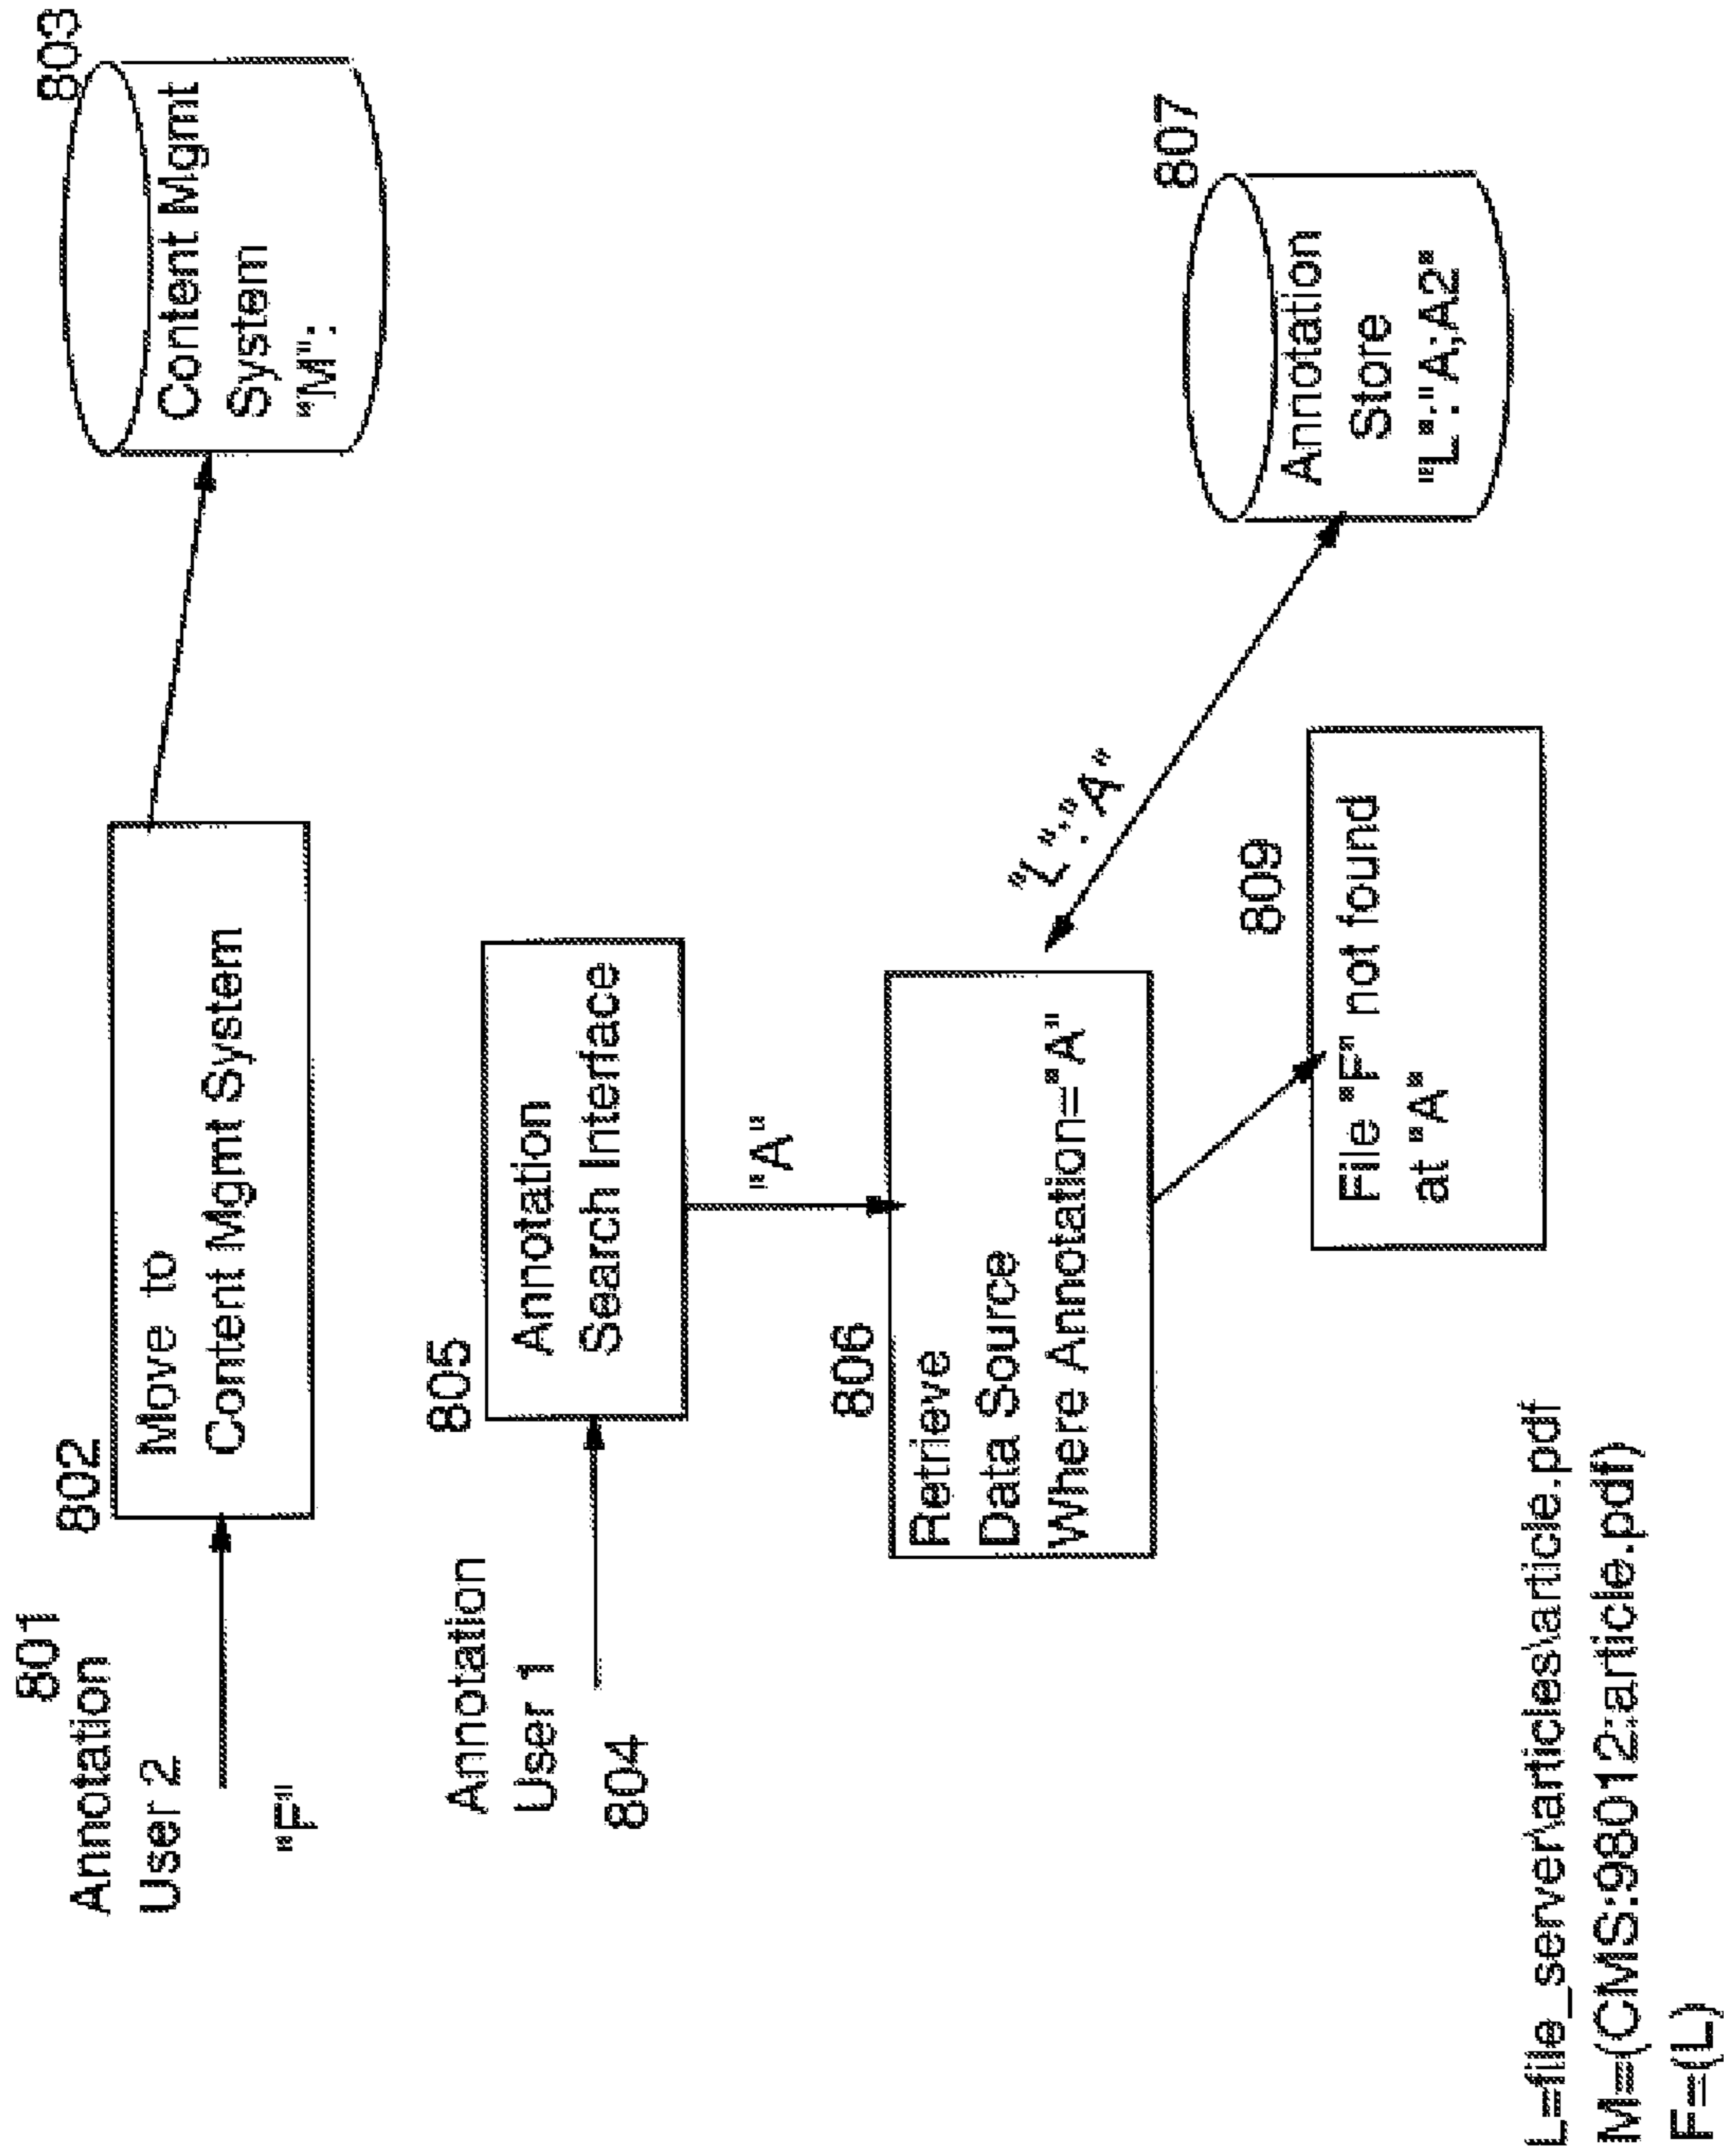 801
Annotation
User 2
"F"
802
Move to
Content Mgmt System
803
Content Mgmt
System
"M":
Annotation
User 1
804
805
Annotation
Search Interface
"A"
806
Retrieve
Data Source
Where Annotation="A"
"L":"A"
807
Annotation
Store
"L":"A;A2"
809
File "F" not found
at "A"
L=file_server\articles\article.pdf
M=(CMS:98012:article.pdf)
F=(L)